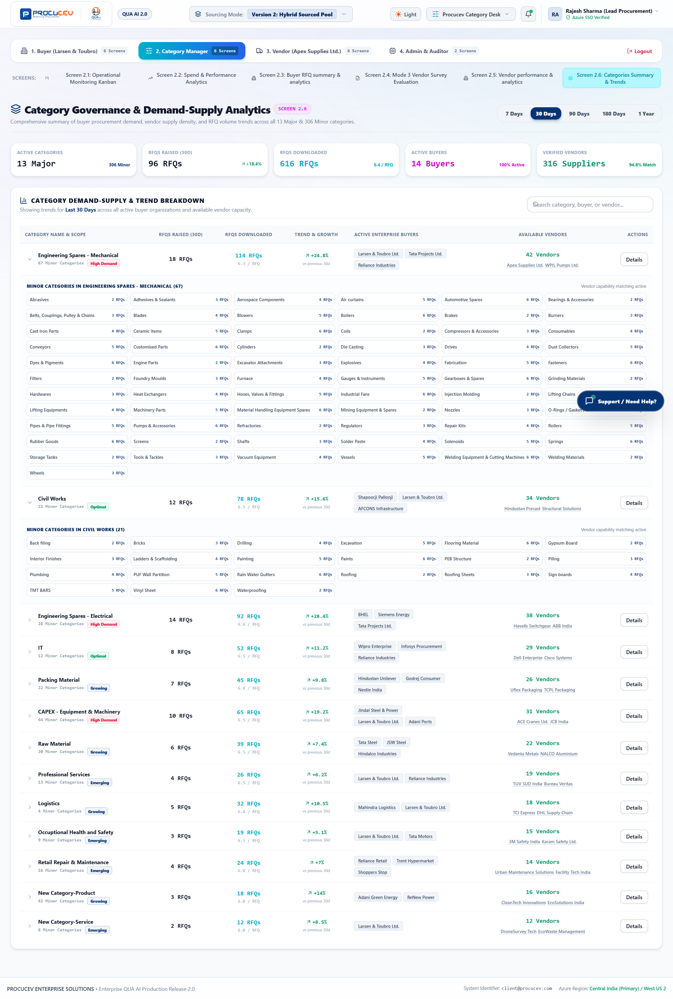 PROCUCEV
Redefining Procurement
QUA AI
QUA AI 2.0
Sourcing Mode: Version 2: Hybrid Sourced Pool
Light
Procucev Category Desk
RA
Rajesh Sharma (Lead Procurement)
Azure SSO Verified
1. Buyer (Larsen & Toubro) 6 Screens
2. Category Manager 6 Screens
3. Vendor (Apex Supplies Ltd.) 6 Screens
4. Admin & Auditor 2 Screens
Logout
SCREENS:
Screen 2.1: Operational
Monitoring Kanban
Screen 2.2: Spend & Performance
Analytics
Screen 2.3: Buyer RFQ summary &
analytics
Screen 2.4: Mode 3 Vendor Survey
Evaluation
Screen 2.5: Vendor performance &
analytics
Screen 2.6: Categories Summary
& Trends
Category Governance & Demand-Supply Analytics SCREEN 2.6
Comprehensive summary of buyer procurement demand, vendor supply density, and RFQ volume trends across all 13 Major & 306 Minor categories.
7 Days 30 Days 90 Days 180 Days 1 Year
ACTIVE CATEGORIES
13 Major 306 Minor
RFQS RAISED (30D)
96 RFQs +18.4%
RFQS DOWNLOADED
616 RFQs 6.4 / RFQ
ACTIVE BUYERS
14 Buyers 100% Active
VERIFIED VENDORS
316 Suppliers 94.8% Match
CATEGORY DEMAND-SUPPLY & TREND BREAKDOWN
Showing trends for Last 30 Days across all active buyer organizations and available vendor capacity.
Search category, buyer, or vendor...
CATEGORY NAME & SCOPE RFQS RAISED (30D) RFQS DOWNLOADED TREND & GROWTH ACTIVE ENTERPRISE BUYERS AVAILABLE VENDORS ACTIONS
Engineering Spares - Mechanical
67 Minor Categories High Demand
18 RFQs
114 RFQs
6.3 / RFQ
+24.8%
vs previous 30d
Larsen & Toubro Ltd. Tata Projects Ltd.
Reliance Industries
42 Vendors
Apex Supplies Ltd. WPIL Pumps Ltd.
Details
MINOR CATEGORIES IN ENGINEERING SPARES - MECHANICAL (67) Vendor capability matching active
Abrasives 2 RFQs Adhesives & Sealants 3 RFQs Aerospace Components 4 RFQs Air curtains 5 RFQs Automotive Spares 6 RFQs Bearings & Accessories 2 RFQs
Belts, Couplings, Pulley & Chains 3 RFQs Blades 4 RFQs Blowers 5 RFQs Boilers 6 RFQs Brakes 2 RFQs Burners 3 RFQs
Cast Iron Parts 4 RFQs Ceramic Items 5 RFQs Clamps 6 RFQs Coils 2 RFQs Compressors & Accessories 3 RFQs Consumables 4 RFQs
Conveyors 5 RFQs Customised Parts 6 RFQs Cylinders 2 RFQs Die Casting 3 RFQs Drives 4 RFQs Dust Collectors 5 RFQs
Dyes & Pigments 6 RFQs Engine Parts 2 RFQs Excavator Attachments 3 RFQs Explosives 4 RFQs Fabrication 5 RFQs Fasteners 6 RFQs
Filters 2 RFQs Foundry Moulds 3 RFQs Furnace 4 RFQs Gauges & Instruments 5 RFQs Gearboxes & Spares 6 RFQs Grinding Materials 2 RFQs
Hardwares 3 RFQs Heat Exchangers 4 RFQs Hoses, Valves & Fittings 5 RFQs Industrial Fans 6 RFQs Injection Molding 2 RFQs Lifting Chains
Support / Need Help?
Lifting Equipments 4 RFQs Machinery Parts 5 RFQs Material Handling Equipment Spares 6 RFQs Mining Equipment & Spares 2 RFQs Nozzles 3 RFQs O-Rings / Gasket
Pipes & Pipe Fittings 5 RFQs Pumps & Accessories 6 RFQs Refractories 2 RFQs Regulators 3 RFQs Repair Kits 4 RFQs Rollers 5 RFQs
Rubber Goods 6 RFQs Screens 2 RFQs Shafts 3 RFQs Solder Paste 4 RFQs Solenoids 5 RFQs Springs 6 RFQs
Storage Tanks 2 RFQs Tools & Tackles 3 RFQs Vacuum Equipment 4 RFQs Vessels 5 RFQs Welding Equipment & Cutting Machines 6 RFQs Welding Materials 2 RFQs
Wheels 3 RFQs
Civil Works
21 Minor Categories Optimal
12 RFQs
78 RFQs
6.5 / RFQ
+15.6%
vs previous 30d
Shapoorji Pallonji Larsen & Toubro Ltd.
AFCONS Infrastructure
34 Vendors
Hindustan Precast Structural Solutions
Details
MINOR CATEGORIES IN CIVIL WORKS (21) Vendor capability matching active
Back filing 2 RFQs Bricks 3 RFQs Drilling 4 RFQs Excavation 5 RFQs Flooring Material 6 RFQs Gypsum Board 2 RFQs
Interior Finishes 3 RFQs Ladders & Scaffolding 4 RFQs Painting 5 RFQs Paints 6 RFQs PEB Structure 2 RFQs Piling 3 RFQs
Plumbing 4 RFQs PUF Wall Partition 5 RFQs Rain Water Gutters 6 RFQs Roofing 2 RFQs Roofing Sheets 3 RFQs Sign boards 4 RFQs
TMT BARS 5 RFQs Vinyl Sheet 6 RFQs Waterproofing 2 RFQs
Engineering Spares - Electrical
28 Minor Categories High Demand
14 RFQs
92 RFQs
6.6 / RFQ
+28.4%
vs previous 30d
BHEL Siemens Energy
Tata Projects Ltd.
38 Vendors
Havells Switchgear ABB India
Details
IT
12 Minor Categories Optimal
8 RFQs
52 RFQs
6.5 / RFQ
+11.2%
vs previous 30d
Wipro Enterprise Infosys Procurement
Reliance Industries
29 Vendors
Dell Enterprise Cisco Systems
Details
Packing Material
22 Minor Categories Growing
7 RFQs
45 RFQs
6.4 / RFQ
+9.8%
vs previous 30d
Hindustan Unilever Godrej Consumer
Nestle India
26 Vendors
Uflex Packaging TCPL Packaging
Details
CAPEX - Equipment & Machinery
44 Minor Categories High Demand
10 RFQs
65 RFQs
6.5 / RFQ
+19.2%
vs previous 30d
Jindal Steel & Power
Larsen & Toubro Ltd. Adani Ports
31 Vendors
ACE Cranes Ltd. JCB India
Details
Raw Material
20 Minor Categories Growing
6 RFQs
39 RFQs
6.5 / RFQ
+7.4%
vs previous 30d
Tata Steel JSW Steel
Hindalco Industries
22 Vendors
Vedanta Metals NALCO Aluminium
Details
Professional Services
13 Minor Categories Emerging
4 RFQs
26 RFQs
6.5 / RFQ
+6.2%
vs previous 30d
Larsen & Toubro Ltd. Reliance Industries
19 Vendors
TUV SUD India Bureau Veritas
Details
Logistics
4 Minor Categories Growing
5 RFQs
32 RFQs
6.4 / RFQ
+10.5%
vs previous 30d
Mahindra Logistics Larsen & Toubro Ltd.
18 Vendors
TCI Express DHL Supply Chain
Details
Occuptional Health and Safety
9 Minor Categories Emerging
3 RFQs
19 RFQs
6.3 / RFQ
+5.1%
vs previous 30d
Larsen & Toubro Ltd. Tata Motors
15 Vendors
3M Safety India Karam Safety Ltd.
Details
Retail Repair & Maintenance
16 Minor Categories Emerging
4 RFQs
24 RFQs
6.0 / RFQ
+7%
vs previous 30d
Reliance Retail Trent Hypermarket
Shoppers Stop
14 Vendors
Urban Maintenance Solutions Facility Tech India
Details
New Category-Product
42 Minor Categories Growing
3 RFQs
18 RFQs
6.0 / RFQ
+14%
vs previous 30d
Adani Green Energy ReNew Power
16 Vendors
CleanTech Innovations EcoSolutions India
Details
New Category-Service
8 Minor Categories Emerging
2 RFQs
12 RFQs
6.0 / RFQ
+8.5%
vs previous 30d
Larsen & Toubro Ltd.
12 Vendors
DroneSurvey Tech EcoWaste Management
Details
PROCUCEV ENTERPRISE SOLUTIONS • Enterprise QUA AI Production Release 2.0
System Identifier: client@procucev.com Azure Region: Central India (Primary) / West US 2